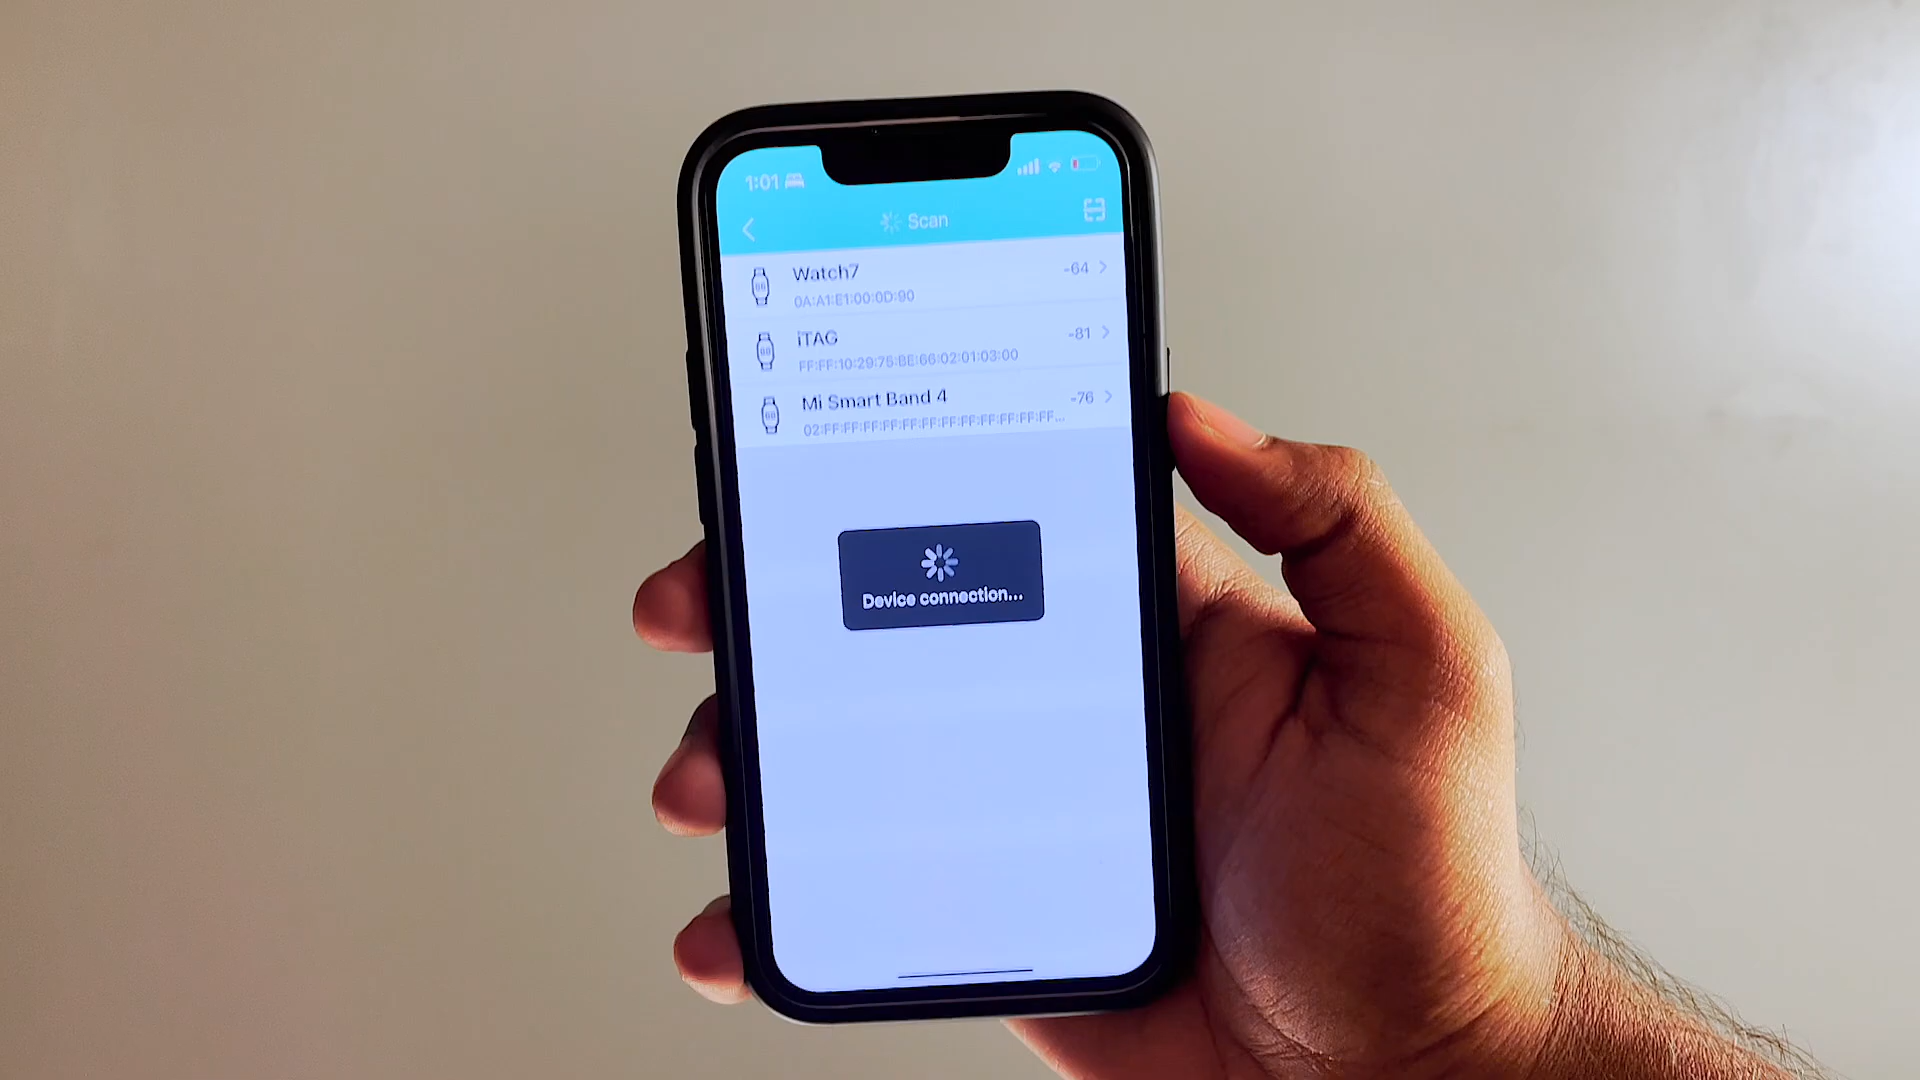 1:01
Scan
Watch7
-64
0A:A1:E1:00:0D:90
iTAG
-81
FF:FF:10:29:75:BE:66:02:01:03:00
Mi Smart Band 4
-76
02:FF:FF:FF:FF:FF:FF:FF:FF:FF:FF:FF:FF...
Device connection...